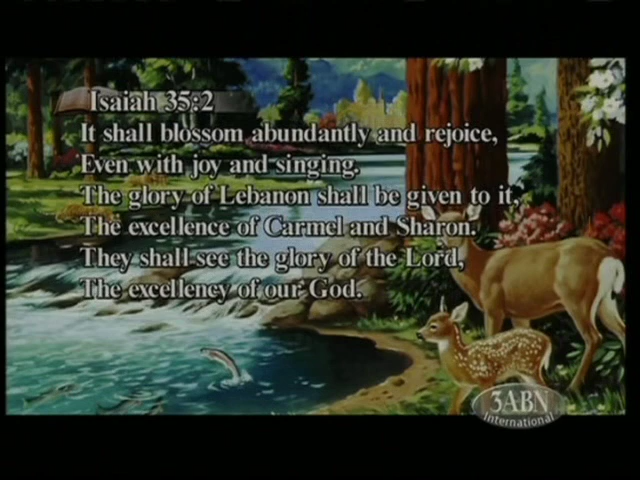 Isaiah 35:2
It shall blossom abundantly and rejoice,
Even with joy and singing.
The glory of Lebanon shall be given to it,
The excellence of Carmel and Sharon.
They shall see the glory of the Lord,
The excellency of our God.
3ABN
International